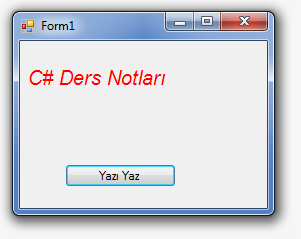 Form1
C# Ders Notları
Yazı Yaz